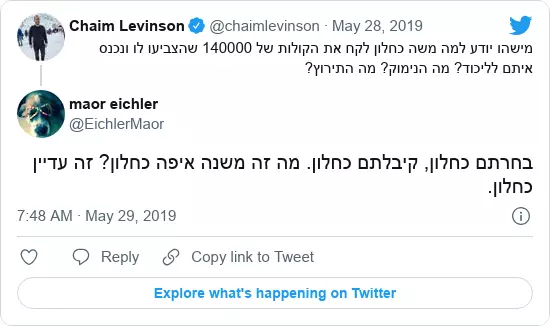 Chaim Levinson @chaimlevinson · May 28, 2019
מישהו יודע למה משה כחלון לקח את הקולות של 140000 שהצביעו לו ונכנס
איתם לליכוד? מה הנימוק? מה התירוץ?
maor eichler
@EichlerMaor
בחרתם כחלון, קיבלתם כחלון. מה זה משנה איפה כחלון? זה עדיין
כחלון.
7:48 AM · May 29, 2019
Reply Copy link to Tweet
Explore what's happening on Twitter